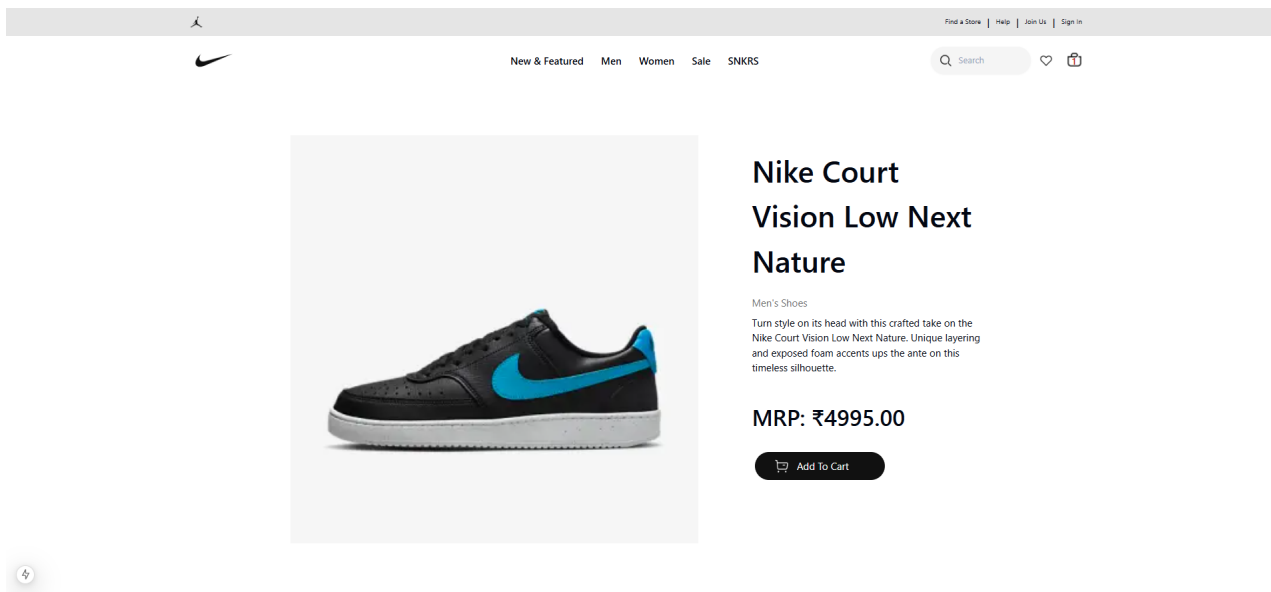 Find a Store | Help | Join Us | Sign In
New & Featured Men Women Sale SNKRS
Search
1
Nike Court
Vision Low Next
Nature
Men's Shoes
Turn style on its head with this crafted take on the
Nike Court Vision Low Next Nature. Unique layering
and exposed foam accents ups the ante on this
timeless silhouette.
MRP: ₹4995.00
Add To Cart